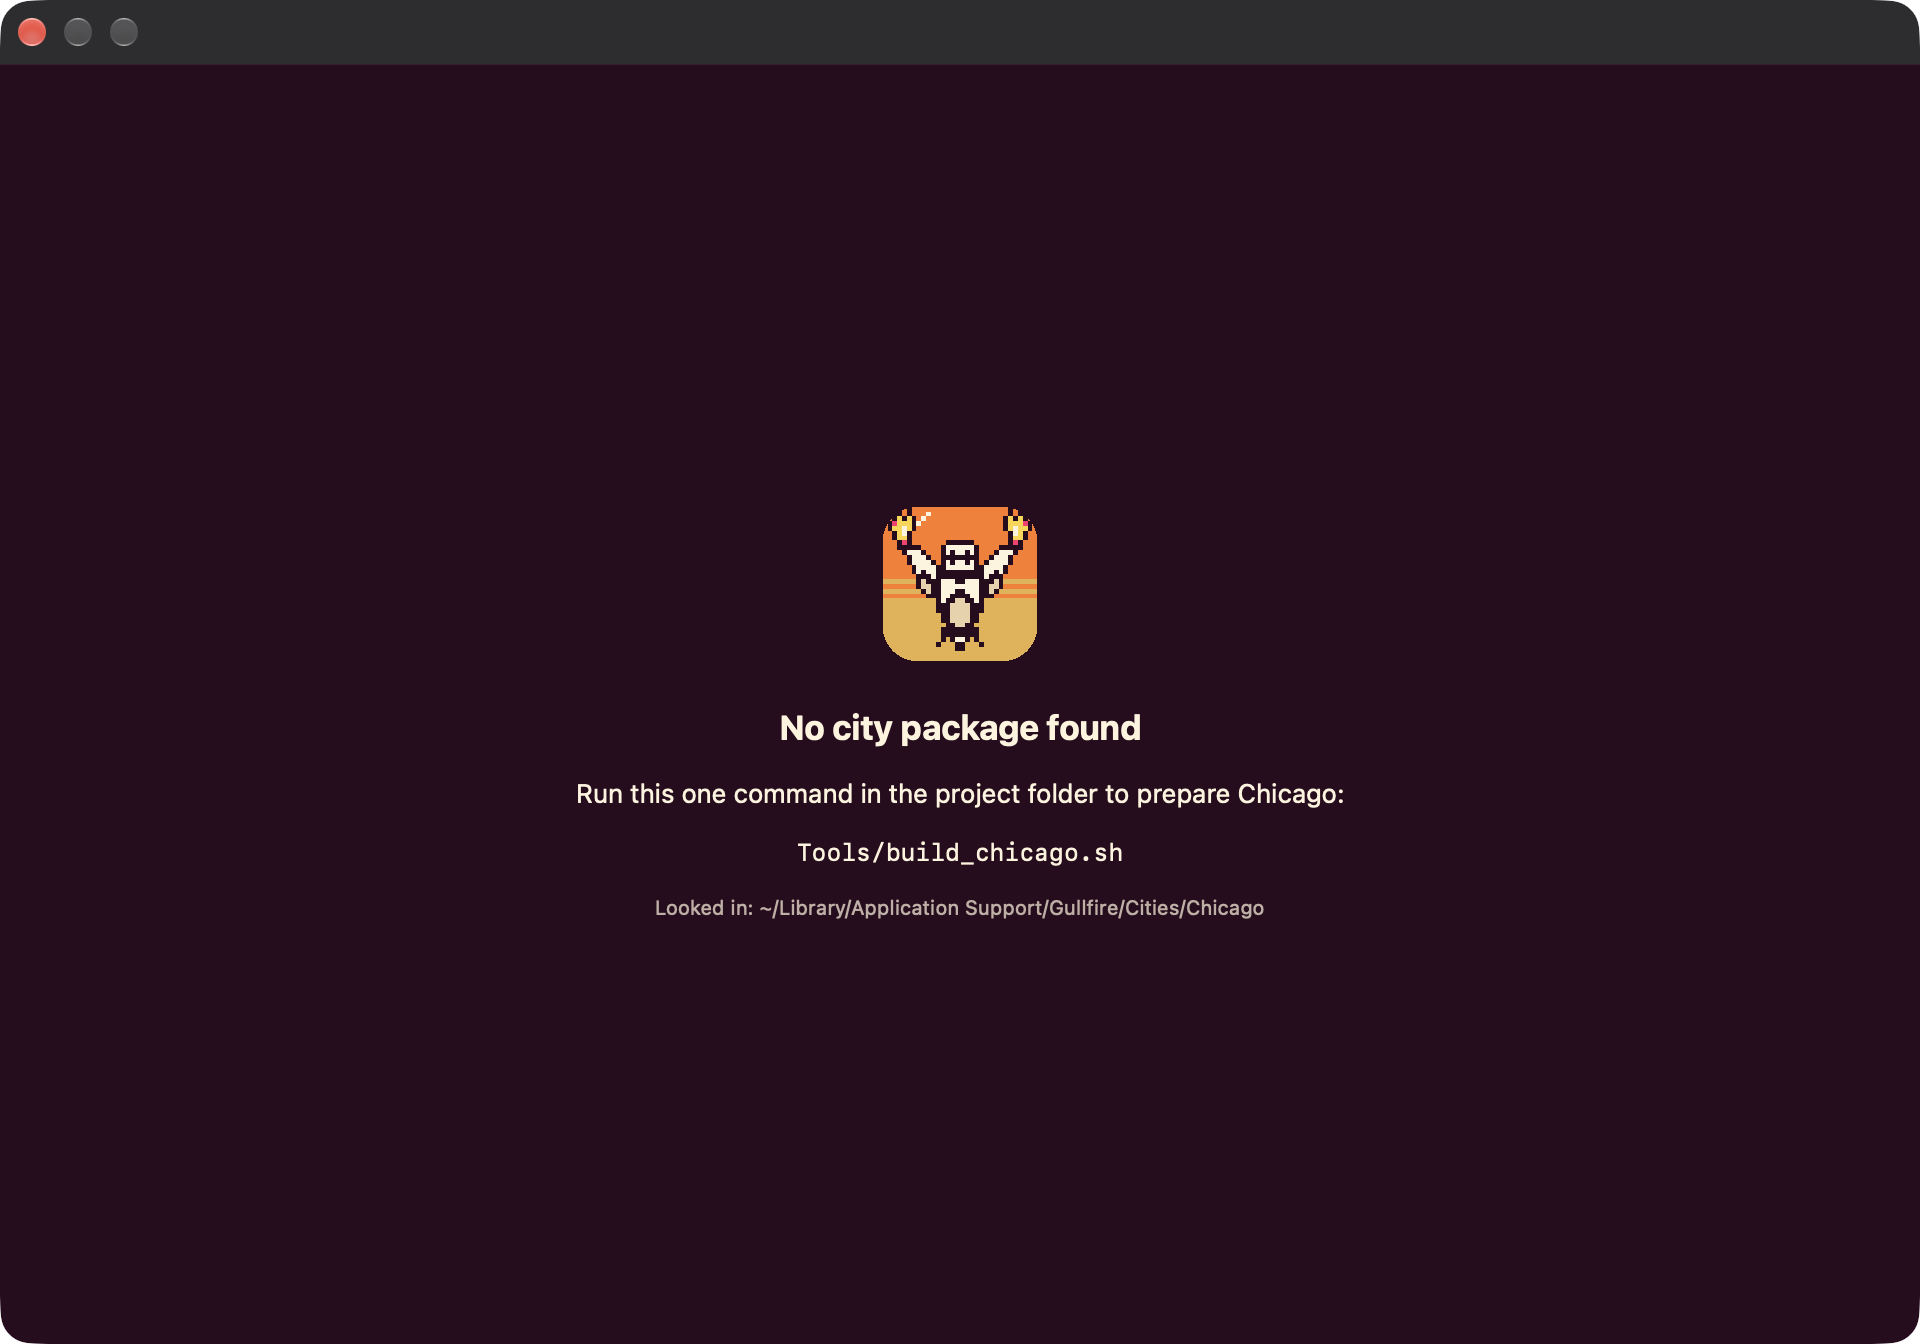 No city package found
Run this one command in the project folder to prepare Chicago:
Tools/build_chicago.sh
Looked in: ~/Library/Application Support/Gullfire/Cities/Chicago